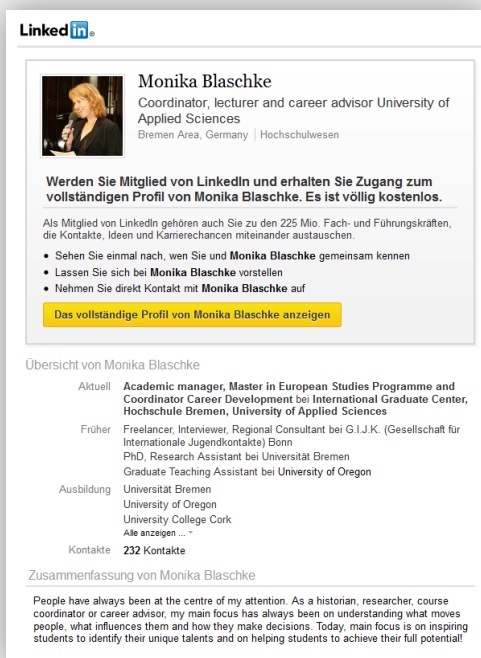 Linked in®
Monika Blaschke
Coordinator, lecturer and career advisor University of
Applied Sciences
Bremen Area, Germany | Hochschulwesen
Werden Sie Mitglied von LinkedIn und erhalten Sie Zugang zum
vollständigen Profil von Monika Blaschke. Es ist völlig kostenlos.
Als Mitglied von LinkedIn gehören auch Sie zu den 225 Mio. Fach- und Führungskräften,
die Kontakte, Ideen und Karrierechancen miteinander austauschen.
• Sehen Sie einmal nach, wen Sie und Monika Blaschke gemeinsam kennen
• Lassen Sie sich bei Monika Blaschke vorstellen
• Nehmen Sie direkt Kontakt mit Monika Blaschke auf
Das vollständige Profil von Monika Blaschke anzeigen
Übersicht von Monika Blaschke
Aktuell Academic manager, Master in European Studies Programme and
Coordinator Career Development bei International Graduate Center,
Hochschule Bremen, University of Applied Sciences
Früher Freelancer, Interviewer, Regional Consultant bei G.I.J.K. (Gesellschaft für
Internationale Jugendkontakte) Bonn
PhD, Research Assistant bei Universität Bremen
Graduate Teaching Assistant bei University of Oregon
Ausbildung Universität Bremen
University of Oregon
University College Cork
Alle anzeigen ...
Kontakte 232 Kontakte
Zusammenfassung von Monika Blaschke
People have always been at the centre of my attention. As a historian, researcher, course
coordinator or career advisor, my main focus has always been on understanding what moves
people, what influences them and how they make decisions. Today, main focus is on inspiring
students to identify their unique talents and on helping students to achieve their full potential!